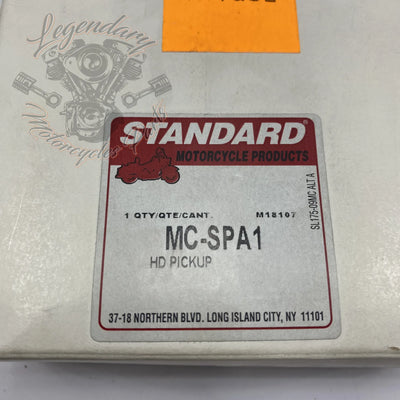 Legendary
Motorcycles Parts
STANDARD®
MOTORCYCLE PRODUCTS
1 QTY/QTE/CANT. M18107
MC-SPA1
HD PICKUP
SL175-09MC ALT A
37-18 NORTHERN BLVD. LONG ISLAND CITY, NY 11101